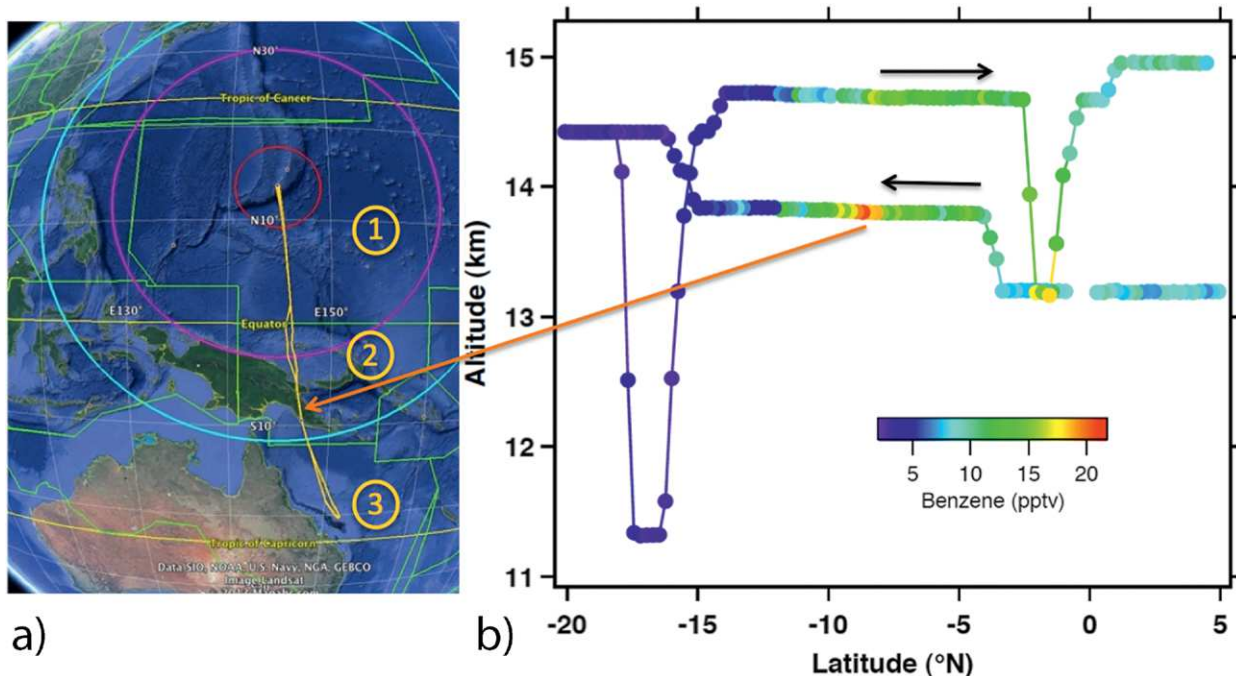 N30°
Tropic of Cancer
N10°
1
E130°
E150°
Equator
2
S10°
3
Tropic of Capricorn
Data SIO, NOAA, U.S. Navy, NGA, GEBCO
Image Landsat
a)
b)
Altitude (km)
15
14
13
12
11
-20
-15
-10
-5
0
5
Latitude (°N)
5
10
15
20
Benzene (pptv)